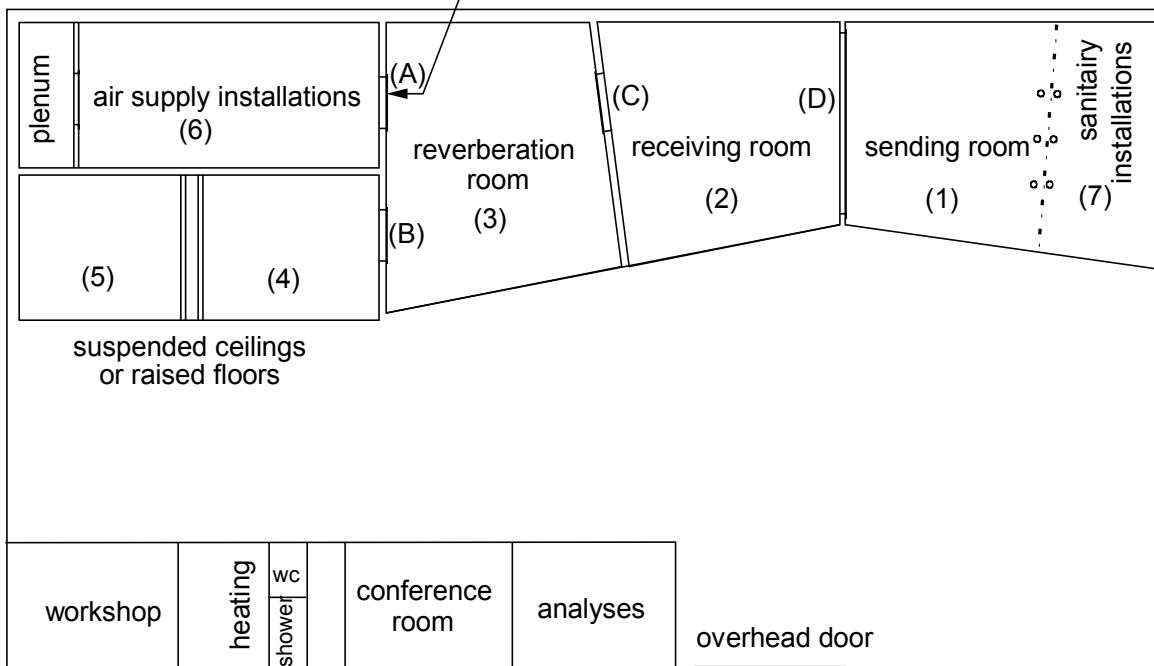 plenum
air supply installations
(6)
(A)
(B)
reverberation
room
(3)
(C)
receiving room
(2)
(D)
sending room
(1)
sanitairy
installations
(7)
(5)
(4)
suspended ceilings
or raised floors
workshop
heating
wc
shower
conference
room
analyses
overhead door